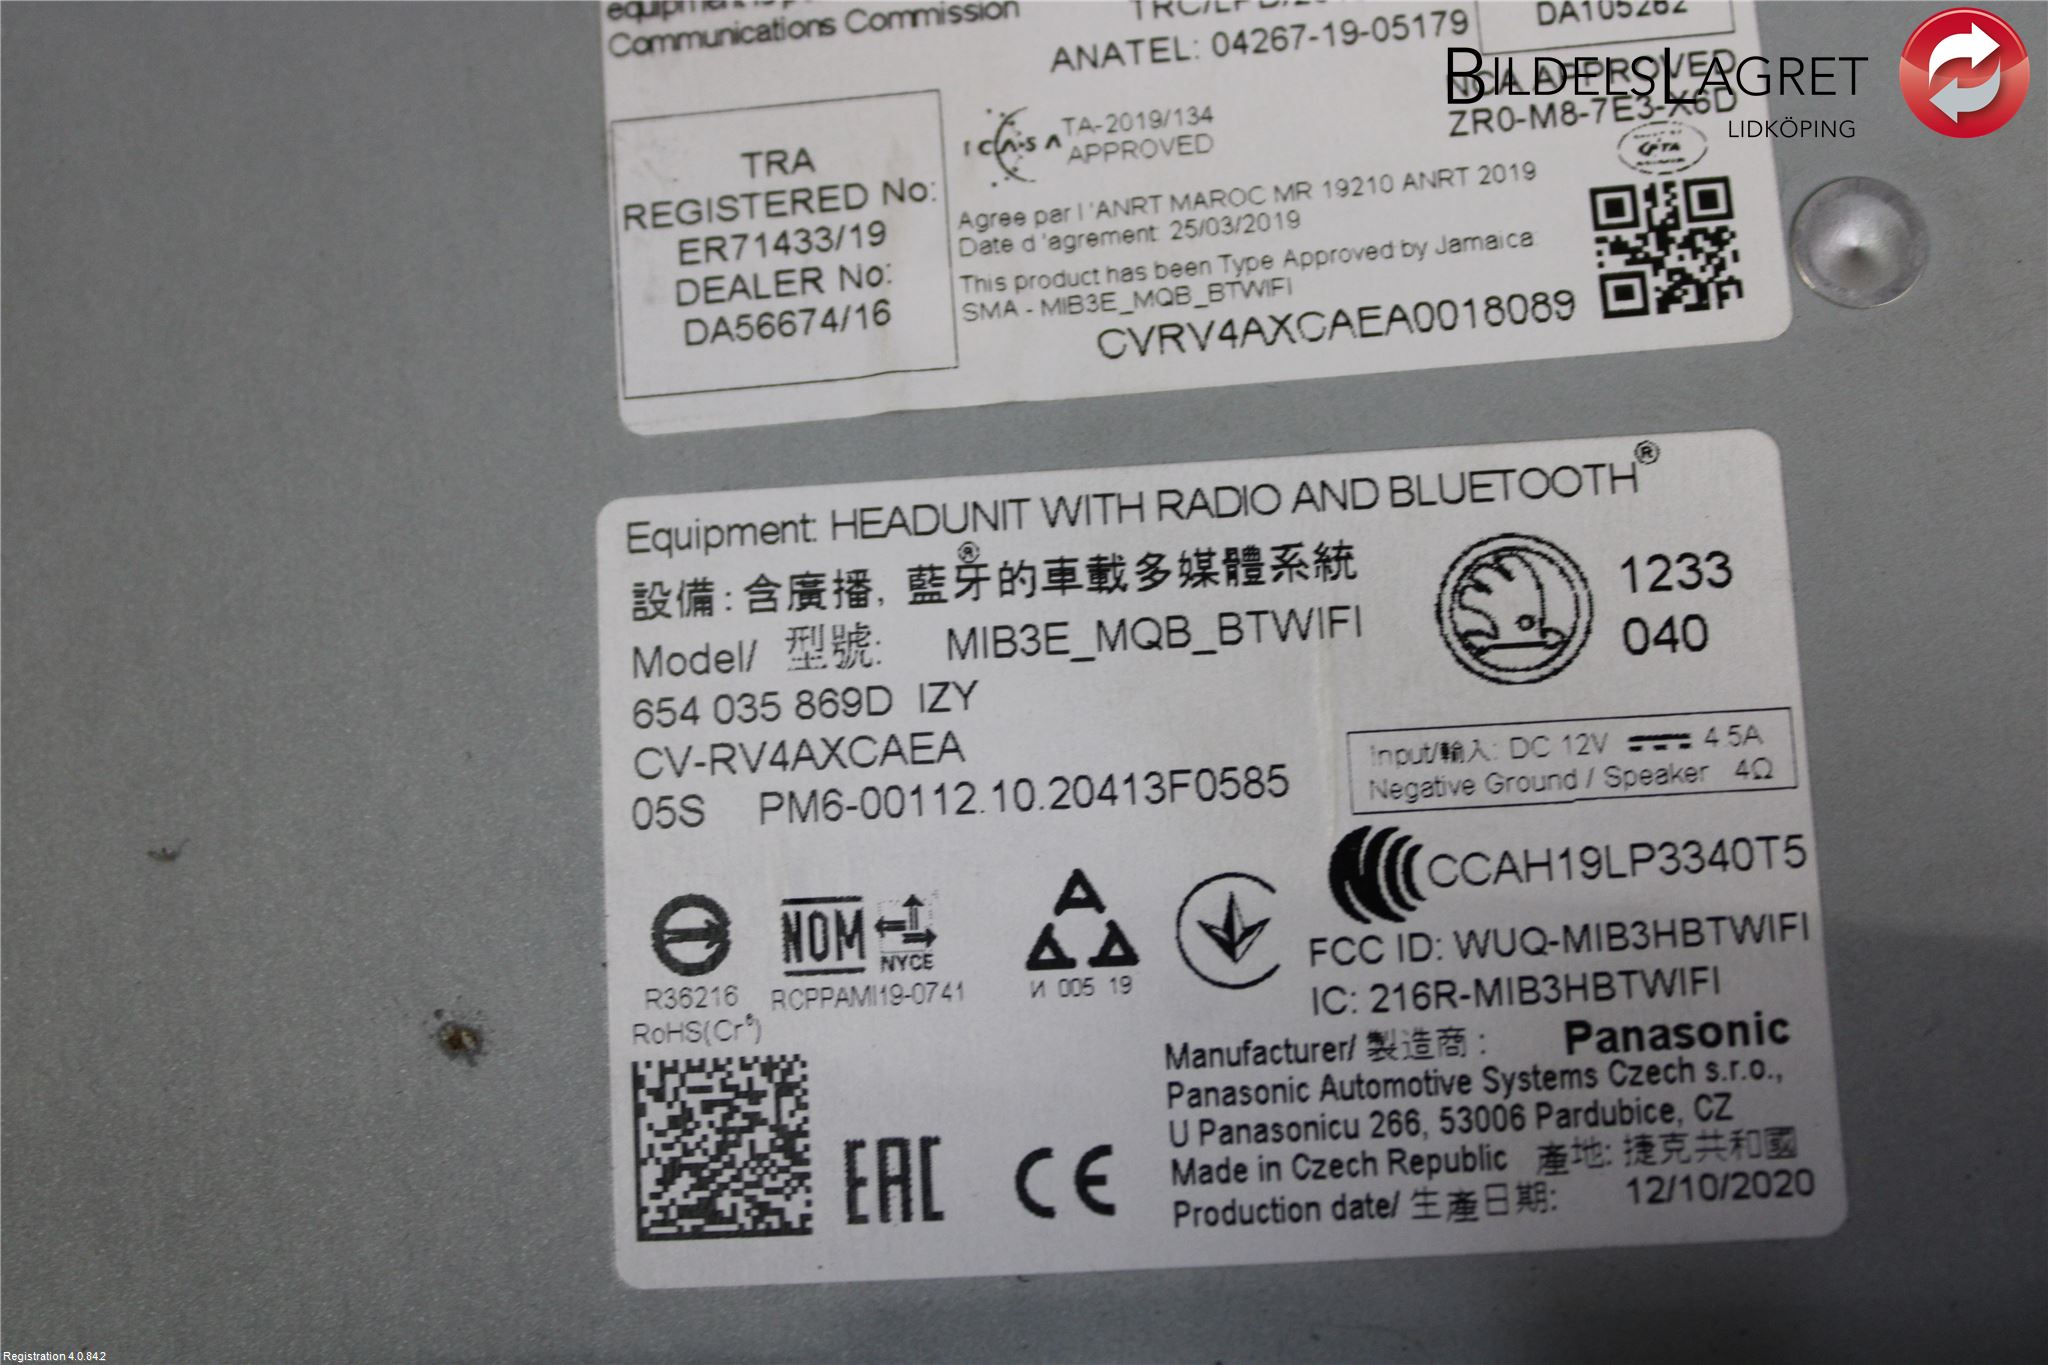 Communications Commission
ANATEL: 04267-19-05179
DA105262
BILDELSLAGRET
LIDKÖPING
NCA APPROVED
ZR0-M8-7E3-X6D
TRA
REGISTERED No:
ER71433/19
DEALER No:
DA56674/16
ICASA
TA-2019/134
APPROVED
Agree par l 'ANRT MAROC MR 19210 ANRT 2019
Date d 'agrement: 25/03/2019
This product has been Type Approved by Jamaica:
SMA - MIB3E_MQB_BTWIFI
CVRV4AXCAEA0018089
Equipment: HEADUNIT WITH RADIO AND BLUETOOTH®
設備: 含廣播, 藍牙®的車載多媒體系統
Model/ 型號: MIB3E_MQB_BTWIFI
654 035 869D IZY
CV-RV4AXCAEA
05S PM6-00112.10.20413F0585
1233
040
Input/輸入: DC 12V 4.5A
Negative Ground / Speaker 4Ω
CCAH19LP3340T5
FCC ID: WUQ-MIB3HBTWIFI
IC: 216R-MIB3HBTWIFI
R36216
RoHS(Cr⁶)
NOM
NYCE
RCPPAMI19-0741
И 005 19
EAC
CE
Manufacturer/ 製造商 : Panasonic
Panasonic Automotive Systems Czech s.r.o.,
U Panasonicu 266, 53006 Pardubice, CZ
Made in Czech Republic 產地: 捷克共和國
Production date/ 生產日期: 12/10/2020
Registration 4.0.84.2